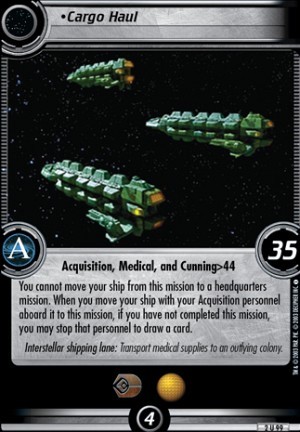 •Cargo Haul
A
35
Acquisition, Medical, and Cunning>44
You cannot move your ship from this mission to a headquarters
mission. When you move your ship with your Acquisition personnel
aboard it to this mission, if you have not completed this mission,
you may stop that personnel to draw a card.
Interstellar shipping lane: Transport medical supplies to an outlying colony.
4
2 U 99